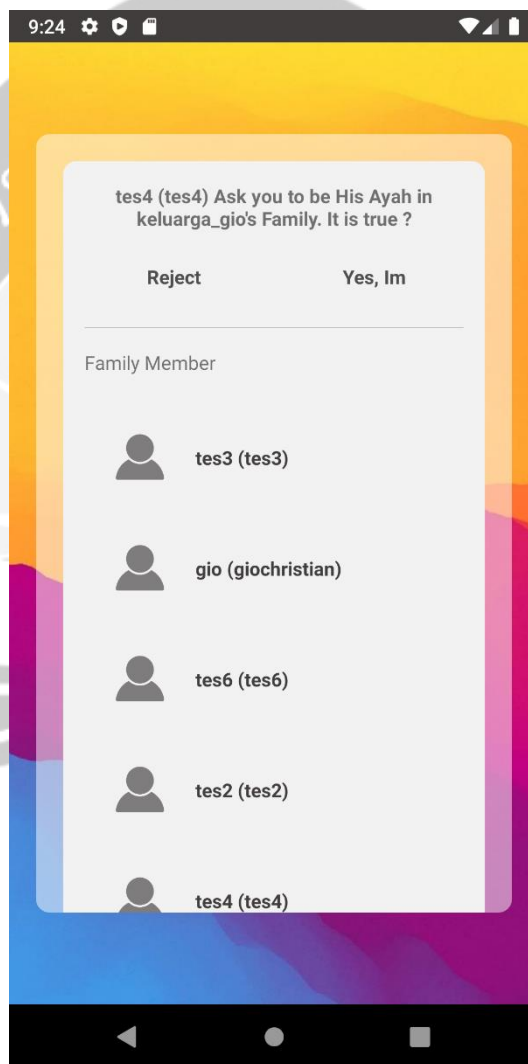 9:24
tes4 (tes4) Ask you to be His Ayah in
keluarga_gio's Family. It is true ?
Reject
Yes, Im
Family Member
tes3 (tes3)
gio (giochristian)
tes6 (tes6)
tes2 (tes2)
tes4 (tes4)